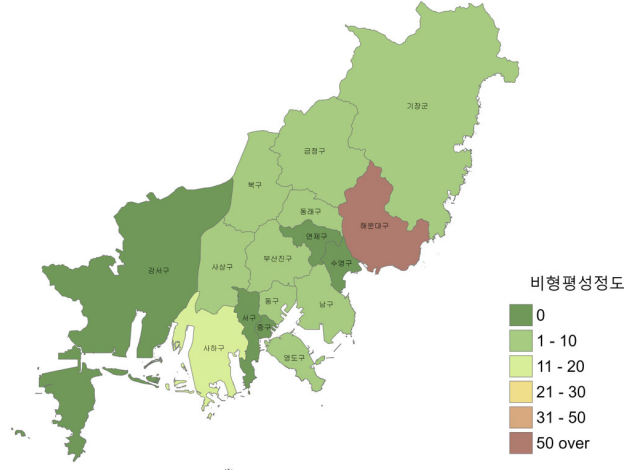 기장군
금정구
북구
동래구
해운대구
연제구
수영구
강서구
사상구
부산진구
동구
남구
서구
중구
사하구
영도구
비형평성정도
0
1 - 10
11 - 20
21 - 30
31 - 50
50 over